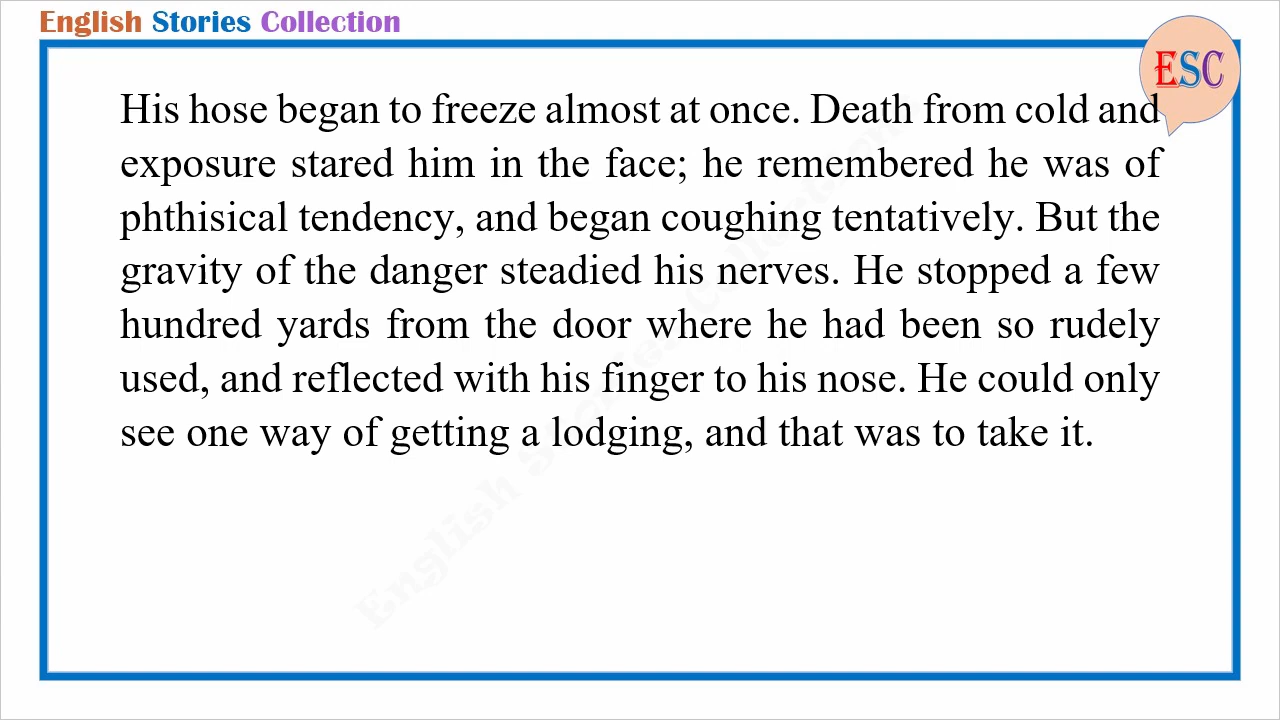 English Stories Collection
ESC
His hose began to freeze almost at once. Death from cold and
exposure stared him in the face; he remembered he was of
phthisical tendency, and began coughing tentatively. But the
gravity of the danger steadied his nerves. He stopped a few
hundred yards from the door where he had been so rudely
used, and reflected with his finger to his nose. He could only
see one way of getting a lodging, and that was to take it.
English Stories Collection